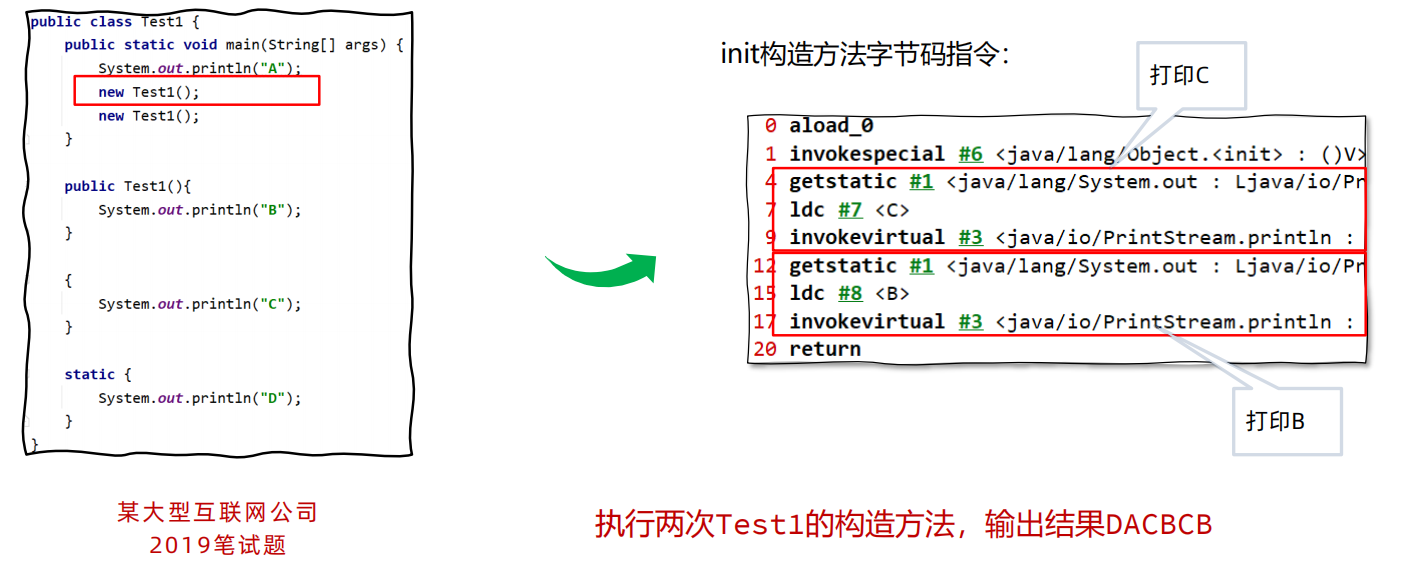 public class Test1 {
public static void main(String[] args) {
System.out.println("A");
new Test1();
new Test1();
}
public Test1(){
System.out.println("B");
}
{
System.out.println("C");
}
static {
System.out.println("D");
}
}
某大型互联网公司
2019笔试题
init构造方法字节码指令：
打印C
0 aload_0
1 invokespecial #6 <java/lang/Object.<init> : ()V>
4 getstatic #1 <java/lang/System.out : Ljava/io/Pr
7 ldc #7 <C>
9 invokevirtual #3 <java/io/PrintStream.println :
12 getstatic #1 <java/lang/System.out : Ljava/io/Pr
15 ldc #8 <B>
17 invokevirtual #3 <java/io/PrintStream.println :
20 return
打印B
执行两次Test1的构造方法，输出结果DACBCB